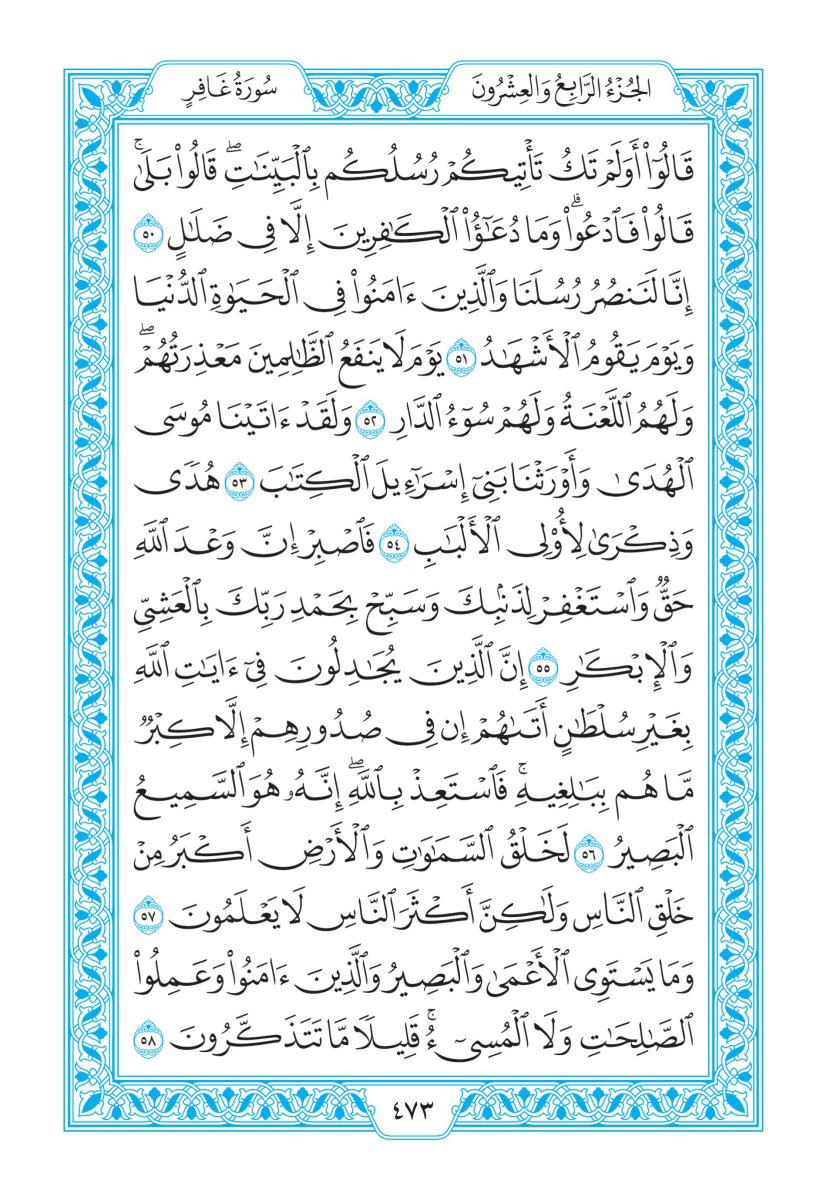 الجُزْءُ الرَّابِعُ وَالعِشْرُونَ
سُورَةُ غَافِرٍ
قَالُوٓاْ أَوَلَمْ تَكُ تَأْتِيكُمْ رُسُلُكُم بِٱلْبَيِّنَٰتِۖ قَالُواْ بَلَىٰۚ
قَالُواْ فَٱدْعُواْۗ وَمَا دُعَٰٓؤُاْ ٱلْكَٰفِرِينَ إِلَّا فِى ضَلَٰلٍ ٥٠
إِنَّا لَنَنصُرُ رُسُلَنَا وَٱلَّذِينَ ءَامَنُواْ فِى ٱلْحَيَوٰةِ ٱلدُّنْيَا
وَيَوْمَ يَقُومُ ٱلْأَشْهَٰدُ ٥١ يَوْمَ لَا يَنفَعُ ٱلظَّٰلِمِينَ مَعْذِرَتُهُمْۖ
وَلَهُمُ ٱللَّعْنَةُ وَلَهُمْ سُوٓءُ ٱلدَّارِ ٥٢ وَلَقَدْ ءَاتَيْنَا مُوسَى
ٱلْهُدَىٰ وَأَوْرَثْنَا بَنِىٓ إِسْرَٰٓءِيلَ ٱلْكِتَٰبَ ٥٣ هُدًى
وَذِكْرَىٰ لِأُوْلِى ٱلْأَلْبَٰبِ ٥٤ فَٱصْبِرْ إِنَّ وَعْدَ ٱللَّهِ
حَقٌّ وَٱسْتَغْفِرْ لِذَنۢبِكَ وَسَبِّحْ بِحَمْدِ رَبِّكَ بِٱلْعَشِىِّ
وَٱلْإِبْكَٰرِ ٥٥ إِنَّ ٱلَّذِينَ يُجَٰدِلُونَ فِىٓ ءَايَٰتِ ٱللَّهِ
بِغَيْرِ سُلْطَٰنٍ أَتَىٰهُمْ إِن فِى صُدُورِهِمْ إِلَّا كِبْرٌ
مَّا هُم بِبَٰلِغِيهِۚ فَٱسْتَعِذْ بِٱللَّهِۖ إِنَّهُۥ هُوَ ٱلسَّمِيعُ
ٱلْبَصِيرُ ٥٦ لَخَلْقُ ٱلسَّمَٰوَٰتِ وَٱلْأَرْضِ أَكْبَرُ مِنْ
خَلْقِ ٱلنَّاسِ وَلَٰكِنَّ أَكْثَرَ ٱلنَّاسِ لَا يَعْلَمُونَ ٥٧
وَمَا يَسْتَوِى ٱلْأَعْمَىٰ وَٱلْبَصِيرُ وَٱلَّذِينَ ءَامَنُواْ وَعَمِلُواْ
ٱلصَّٰلِحَٰتِ وَلَا ٱلْمُسِىٓءُۚ قَلِيلًا مَّا تَتَذَكَّرُونَ ٥٨
٤٧٣